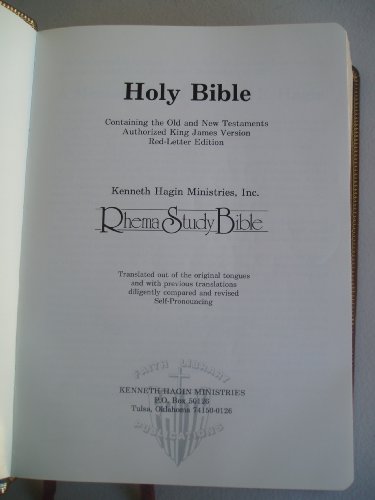 Holy Bible
Containing the Old and New Testaments
Authorized King James Version
Red-Letter Edition
Kenneth Hagin Ministries, Inc.
Rhema Study Bible
Translated out of the original tongues
and with previous translations
diligently compared and revised
Self-Pronouncing
FAITH LIBRARY
KENNETH HAGIN MINISTRIES
P.O. Box 50126
Tulsa, Oklahoma 74150-0126
PUBLICATIONS